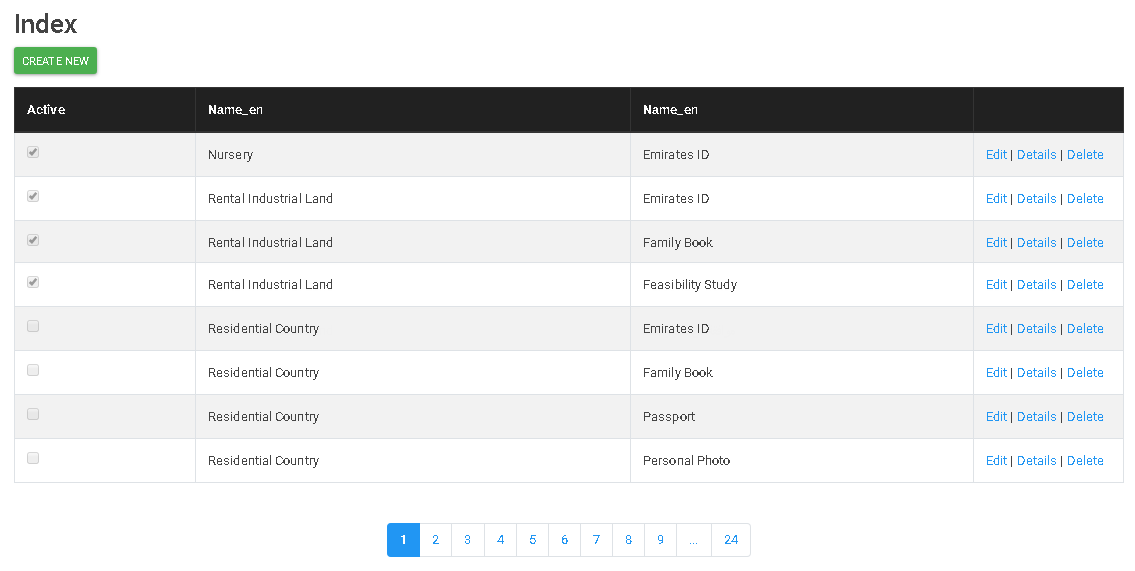 Index
CREATE NEW
Active Name_en Name_en
Nursery Emirates ID Edit | Details | Delete
Rental Industrial Land Emirates ID Edit | Details | Delete
Rental Industrial Land Family Book Edit | Details | Delete
Rental Industrial Land Feasibility Study Edit | Details | Delete
Residential Country Emirates ID Edit | Details | Delete
Residential Country Family Book Edit | Details | Delete
Residential Country Passport Edit | Details | Delete
Residential Country Personal Photo Edit | Details | Delete
1 2 3 4 5 6 7 8 9 ... 24